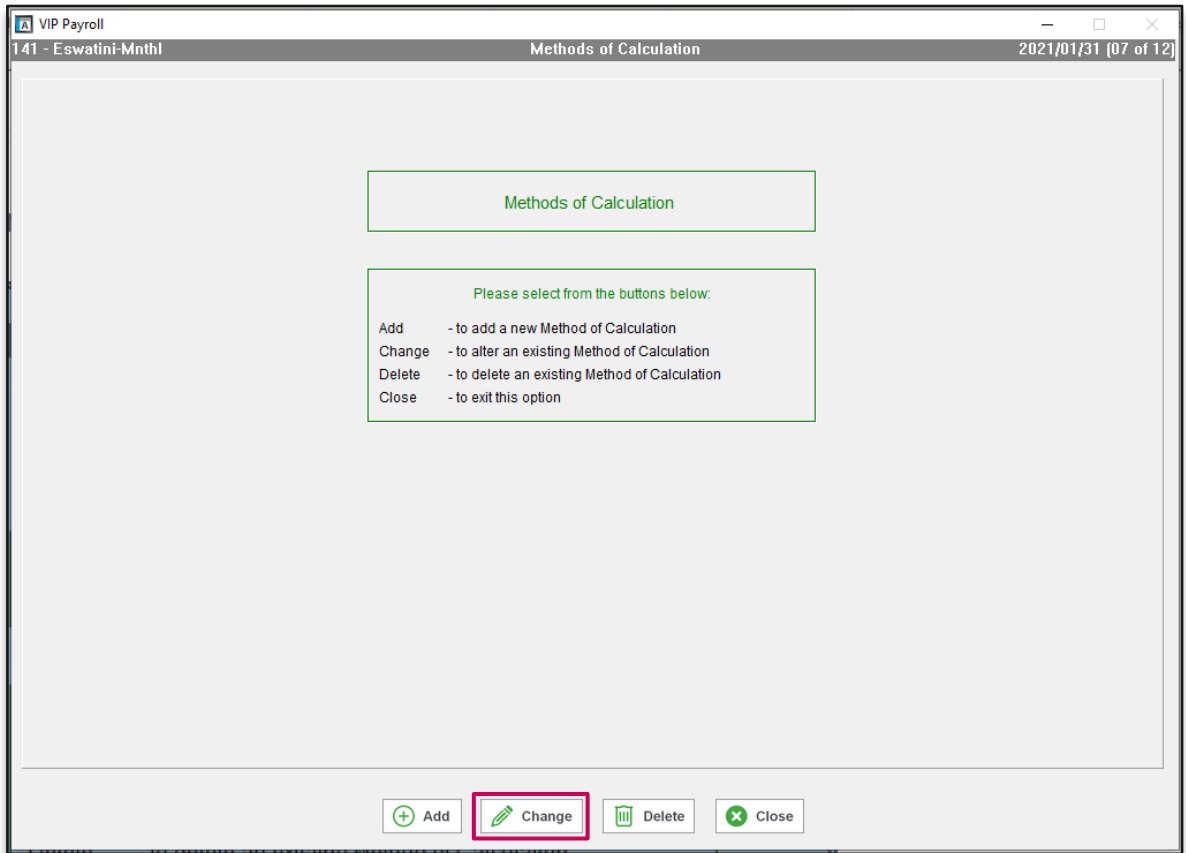 VIP Payroll
141 - Eswatini-Mnthl Methods of Calculation 2021/01/31 (07 of 12)
Methods of Calculation
Please select from the buttons below:
Add - to add a new Method of Calculation
Change - to alter an existing Method of Calculation
Delete - to delete an existing Method of Calculation
Close - to exit this option
Add Change Delete Close